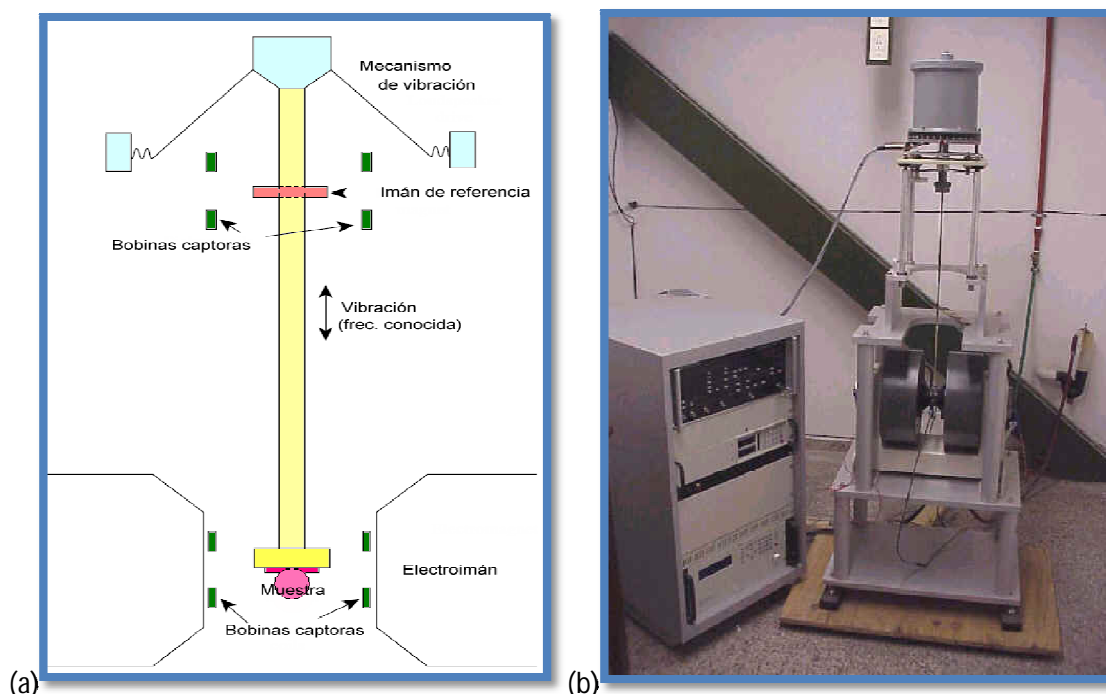 Mecanismo
de vibración
Imán de referencia
Bobinas captoras
Vibración
(frec. conocida)
Electroimán
Muestra
Bobinas captoras
(a)
(b)